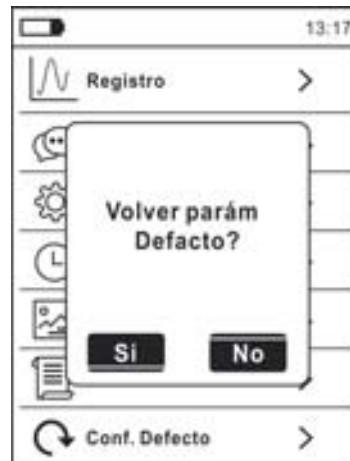 13:17
Registro
Volver parám
Defacto?
Si
No
Conf. Defecto